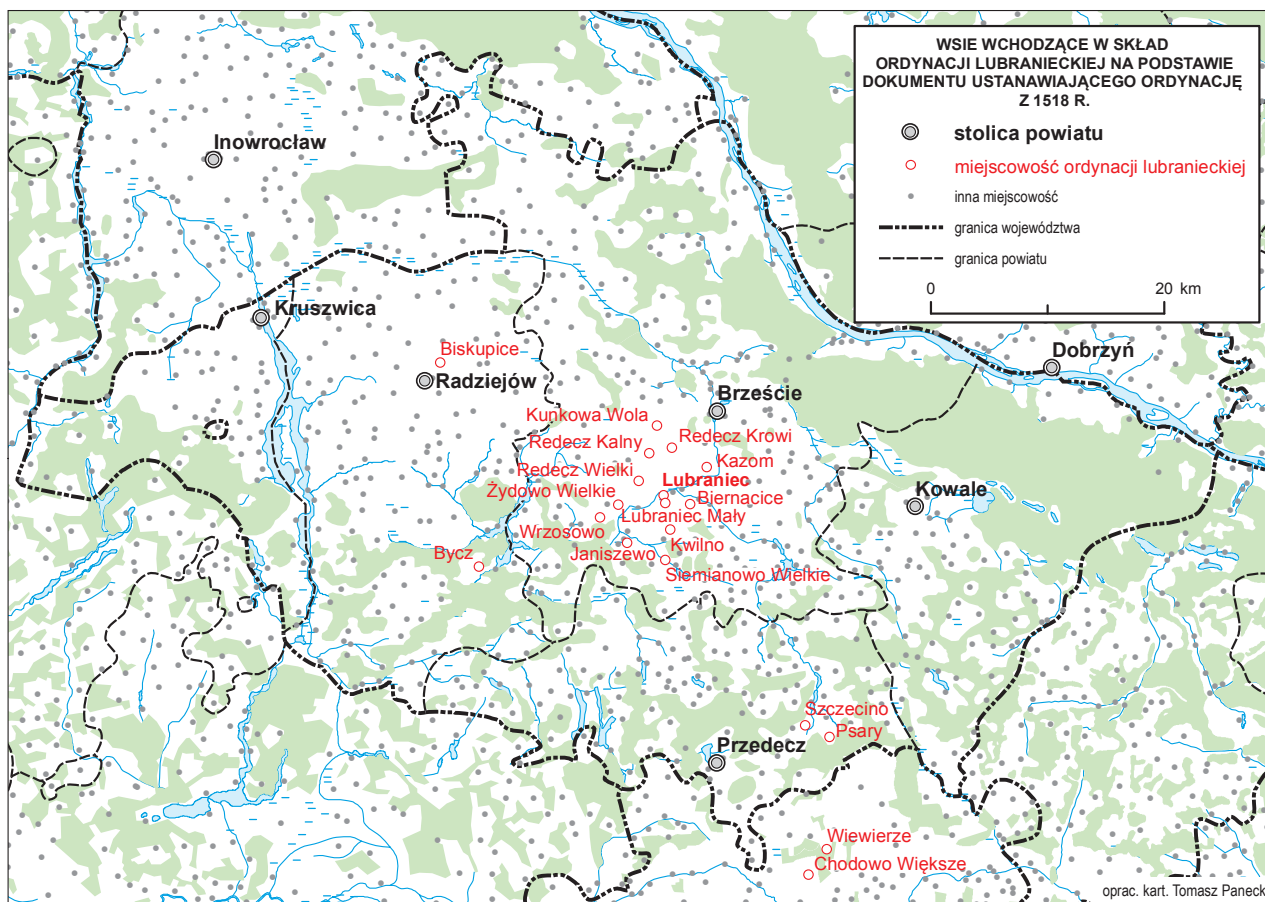 WSIE WCHODZĄCE W SKŁAD
ORDYNACJI LUBRANIECKIEJ NA PODSTAWIE
DOKUMENTU USTANAWIAJĄCEGO ORDYNACJĘ
Z 1518 R.
stolica powiatu
miejscowość ordynacji lubranieckiej
inna miejscowość
granica województwa
granica powiatu
0 20 km
Inowrocław
Kruszwica
Biskupice
Radziejów
Dobrzyń
Brzeście
Kunkowa Wola
Redecz Krowi
Redecz Kalny
Kazom
Redecz Wielki
Lubraniec
Żydowo Wielkie
Biernacice
Kowale
Lubraniec Mały
Wrzosowo
Kwilno
Janiszewo
Bycz
Siemianowo Wielkie
Szczecino
Psary
Przedecz
Wiewierze
Chodowo Większe
oprac. kart. Tomasz Paneck